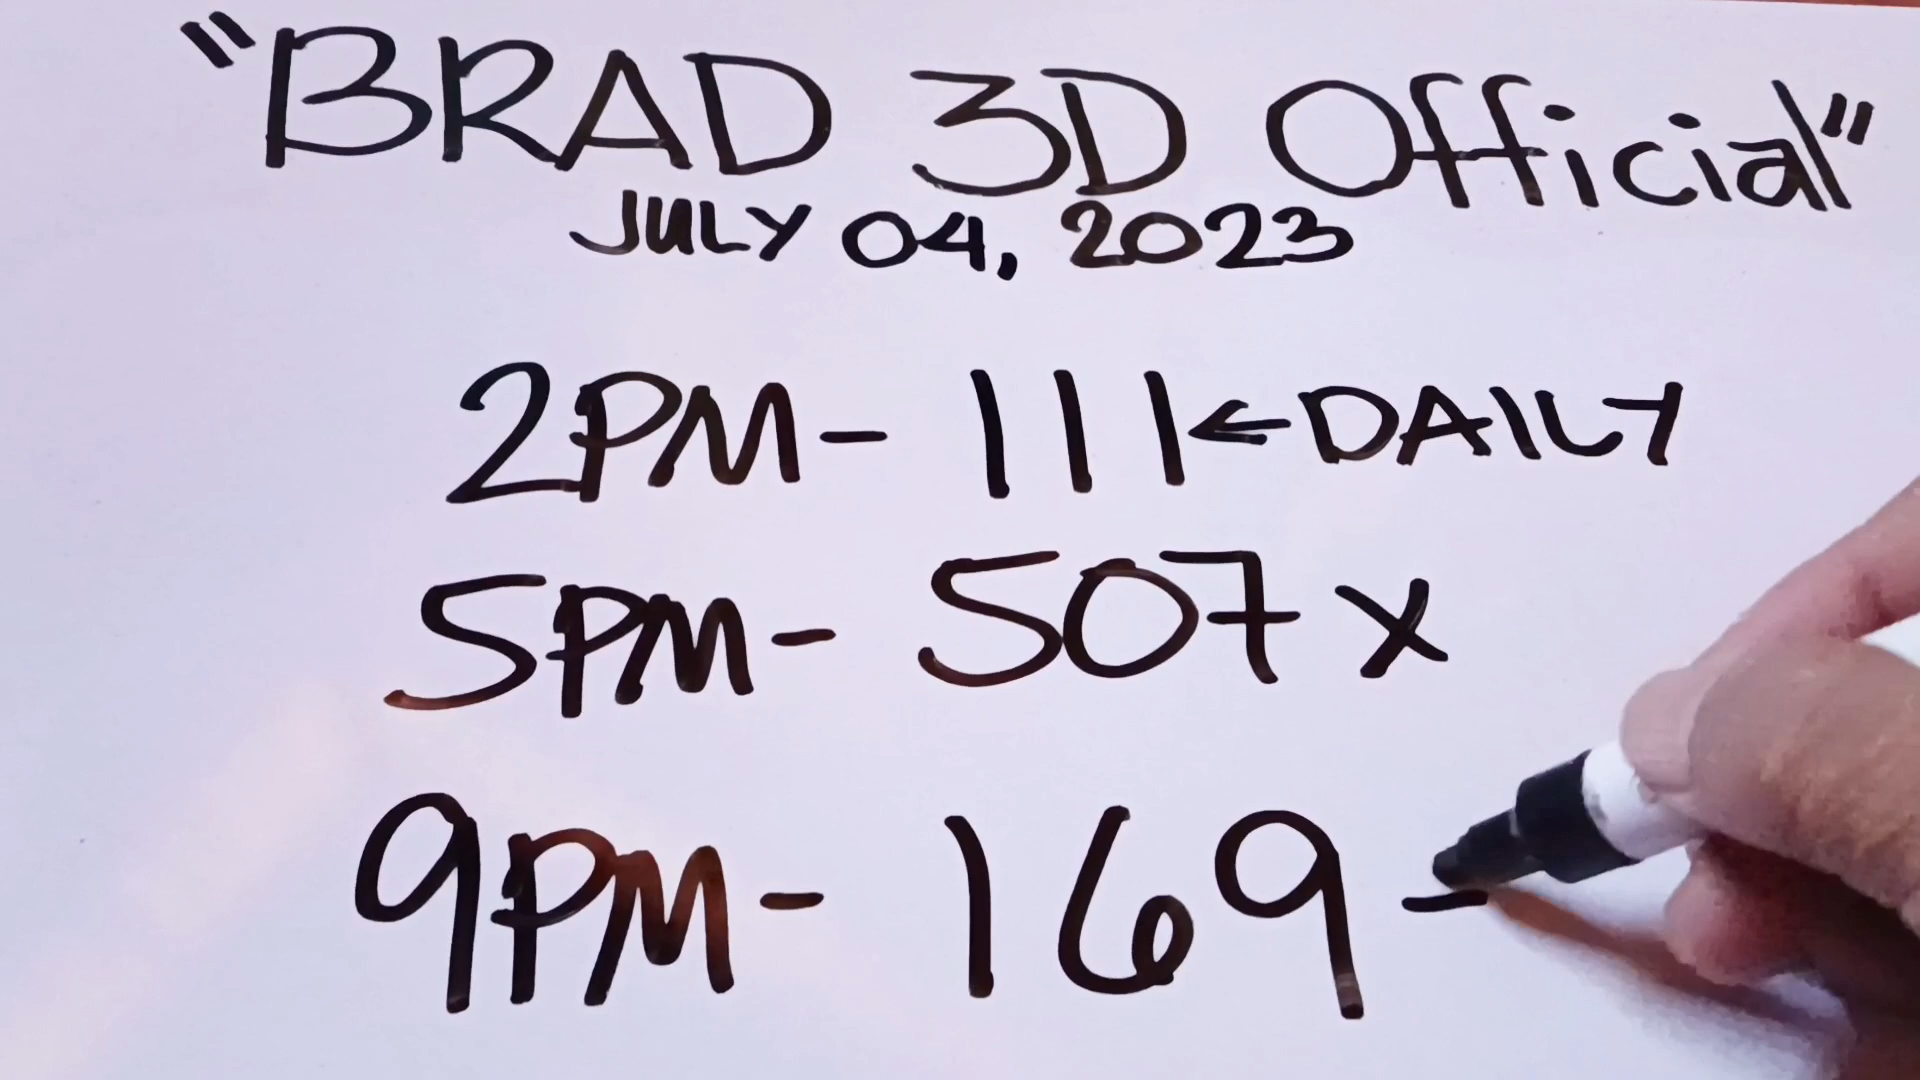 "BRAD 3D Official"
JULY 04, 2023
2PM- 111←DAILY
5PM- 507 x
9PM- 169 -